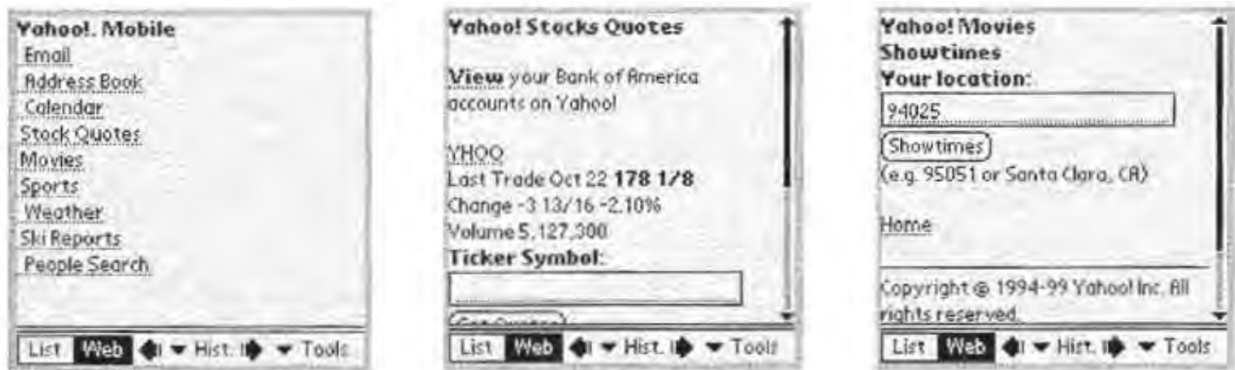 Yahoo!. Mobile
Email
Address Book
Calendar
Stock Quotes
Movies
Sports
Weather
Ski Reports
People Search
List Web Hist. Tools
Yahoo! Stocks Quotes
View your Bank of America
accounts on Yahoo!
YHOO
Last Trade Oct 22 178 1/8
Change -3 13/16 -2.10%
Volume 5,127,300
Ticker Symbol:
Get Quotes
List Web Hist. Tools
Yahoo! Movies
Showtimes
Your location:
94025
Showtimes
(e.g. 95051 or Santa Clara, CA)
Home
Copyright @ 1994-99 Yahoo! Inc. All
rights reserved.
List Web Hist. Tools